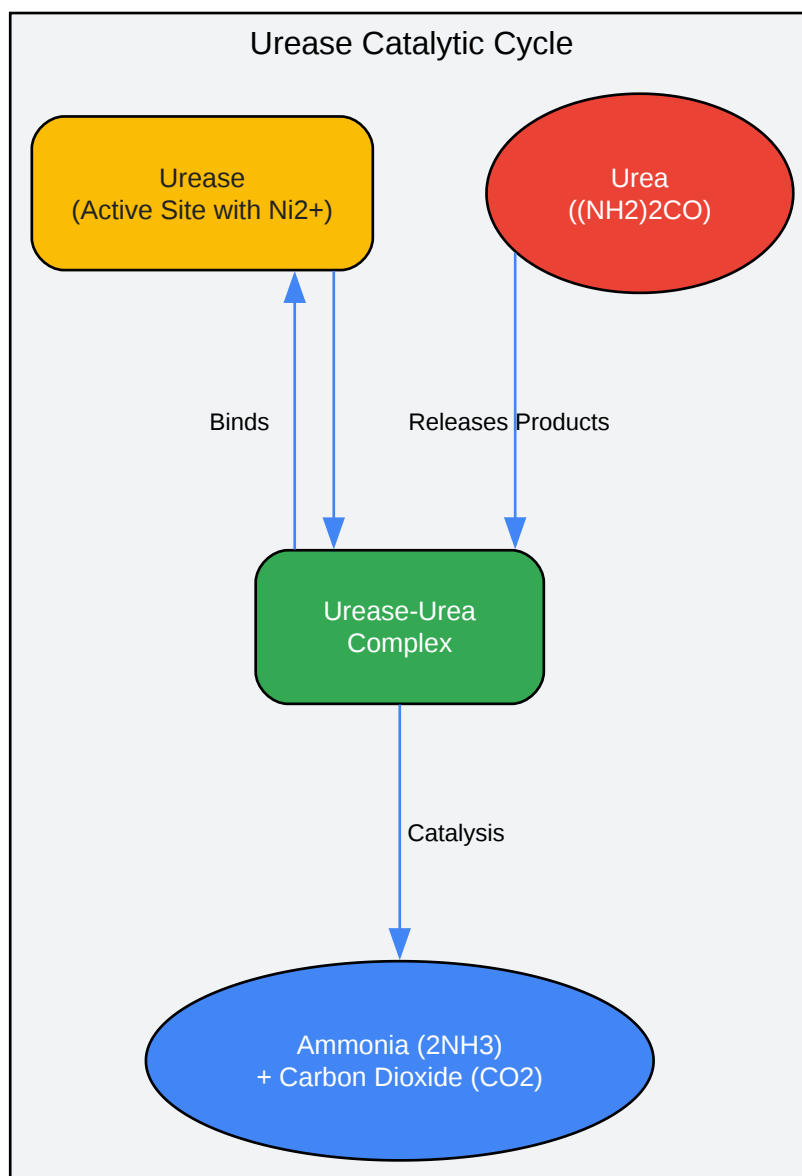 Urease Catalytic Cycle
Urease
(Active Site with Ni2+)
Urea
((NH2)2CO)
Binds
Releases Products
Urease-Urea
Complex
Catalysis
Ammonia (2NH3)
+ Carbon Dioxide (CO2)